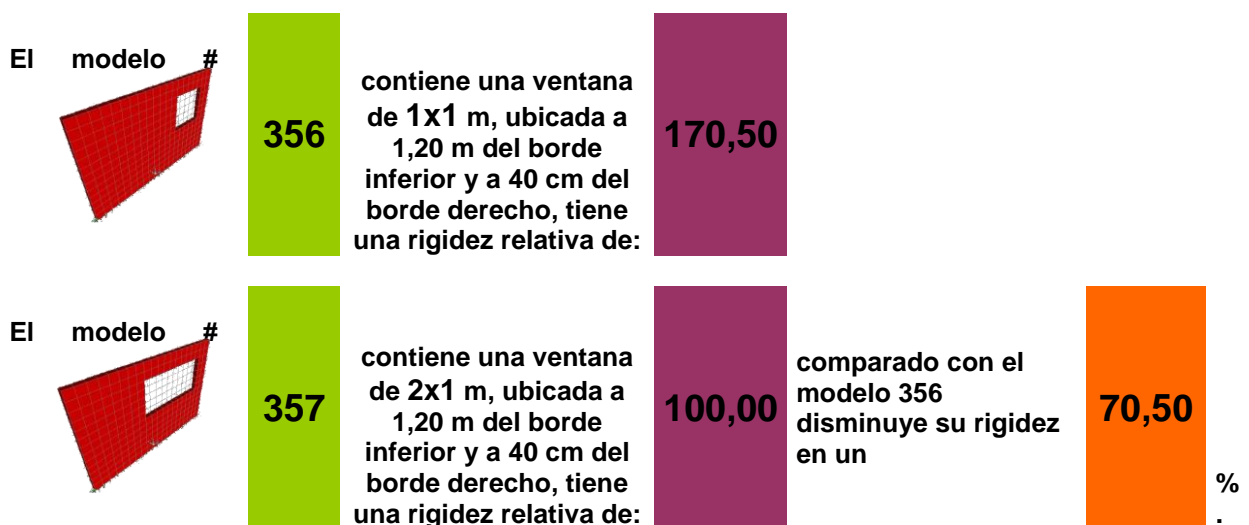 El modelo #
356
contiene una ventana
de 1x1 m, ubicada a
1,20 m del borde
inferior y a 40 cm del
borde derecho, tiene
una rigidez relativa de:
170,50
El modelo #
357
contiene una ventana
de 2x1 m, ubicada a
1,20 m del borde
inferior y a 40 cm del
borde derecho, tiene
una rigidez relativa de:
100,00
comparado con el
modelo 356
disminuye su rigidez
en un
70,50
%
.